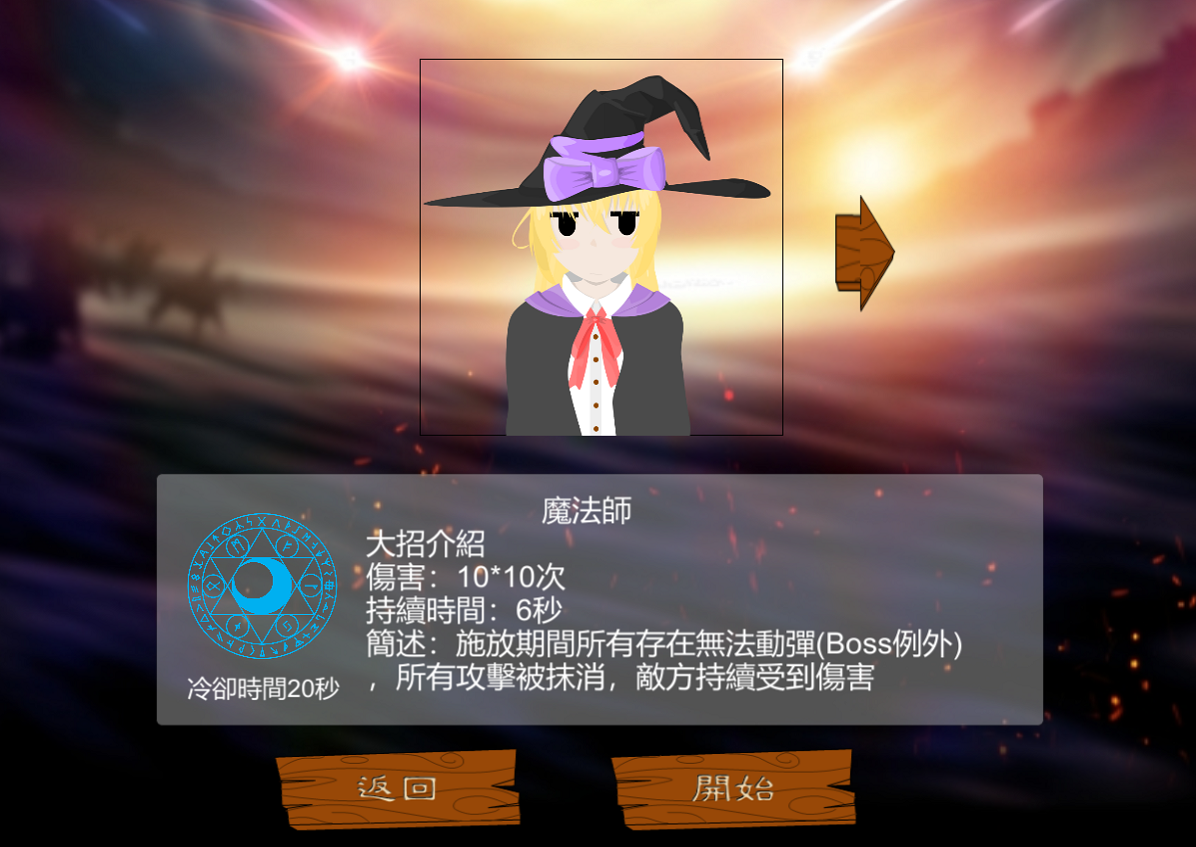 魔法師
大招介紹
傷害：10*10次
持續時間：6秒
簡述：施放期間所有存在無法動彈(Boss例外)
，所有攻擊被抹消，敵方持續受到傷害
冷卻時間20秒
返回
開始